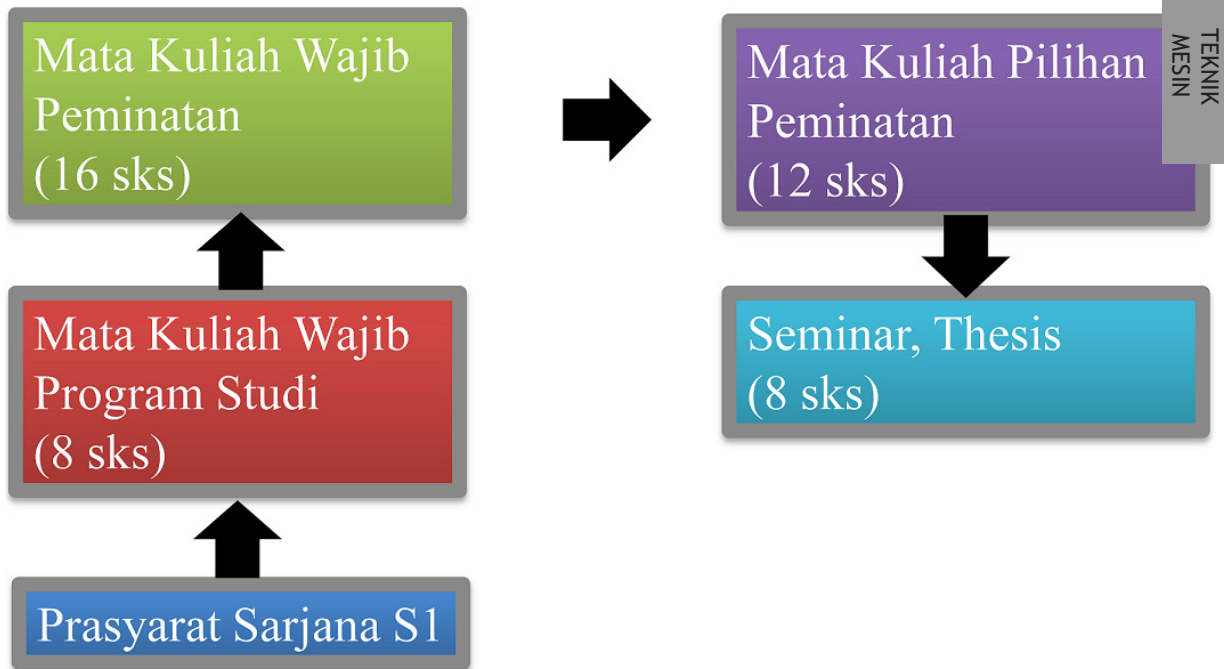 Mata Kuliah Wajib
Peminatan
(16 sks)
Mata Kuliah Pilihan
Peminatan
(12 sks)
TEKNIK
MESIN
Mata Kuliah Wajib
Program Studi
(8 sks)
Seminar, Thesis
(8 sks)
Prasyarat Sarjana S1